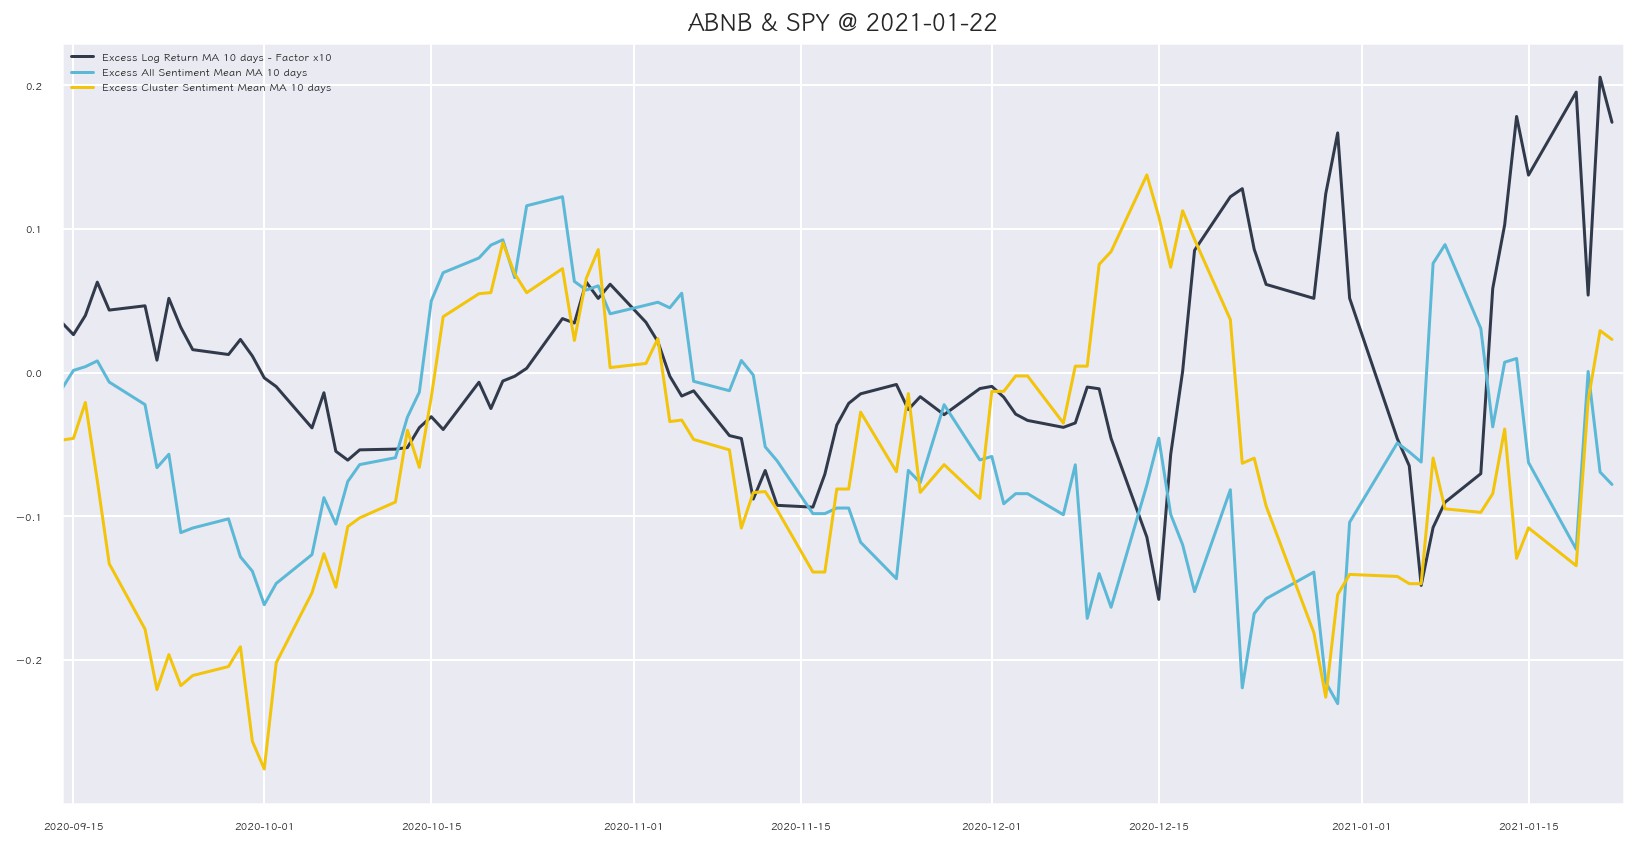 ABNB & SPY @ 2021-01-22
Excess Log Return MA 10 days - Factor x10
Excess All Sentiment Mean MA 10 days
Excess Cluster Sentiment Mean MA 10 days
0.2
0.1
0.0
−0.1
−0.2
2020-09-15 2020-10-01 2020-10-15 2020-11-01 2020-11-15 2020-12-01 2020-12-15 2021-01-01 2021-01-15